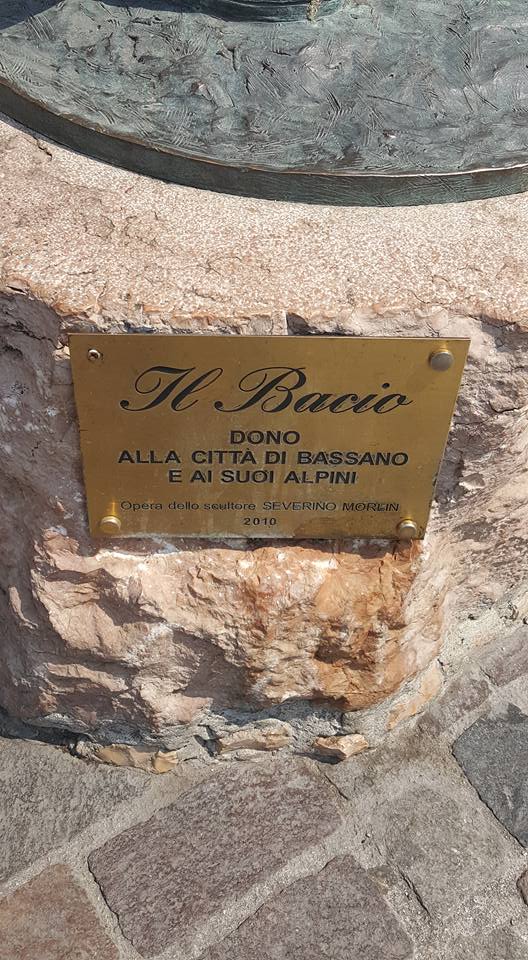 Il Bacio
DONO
ALLA CITTÀ DI BASSANO
E AI SUOI ALPINI
Opera dello scultore SEVERINO MORLIN
2010